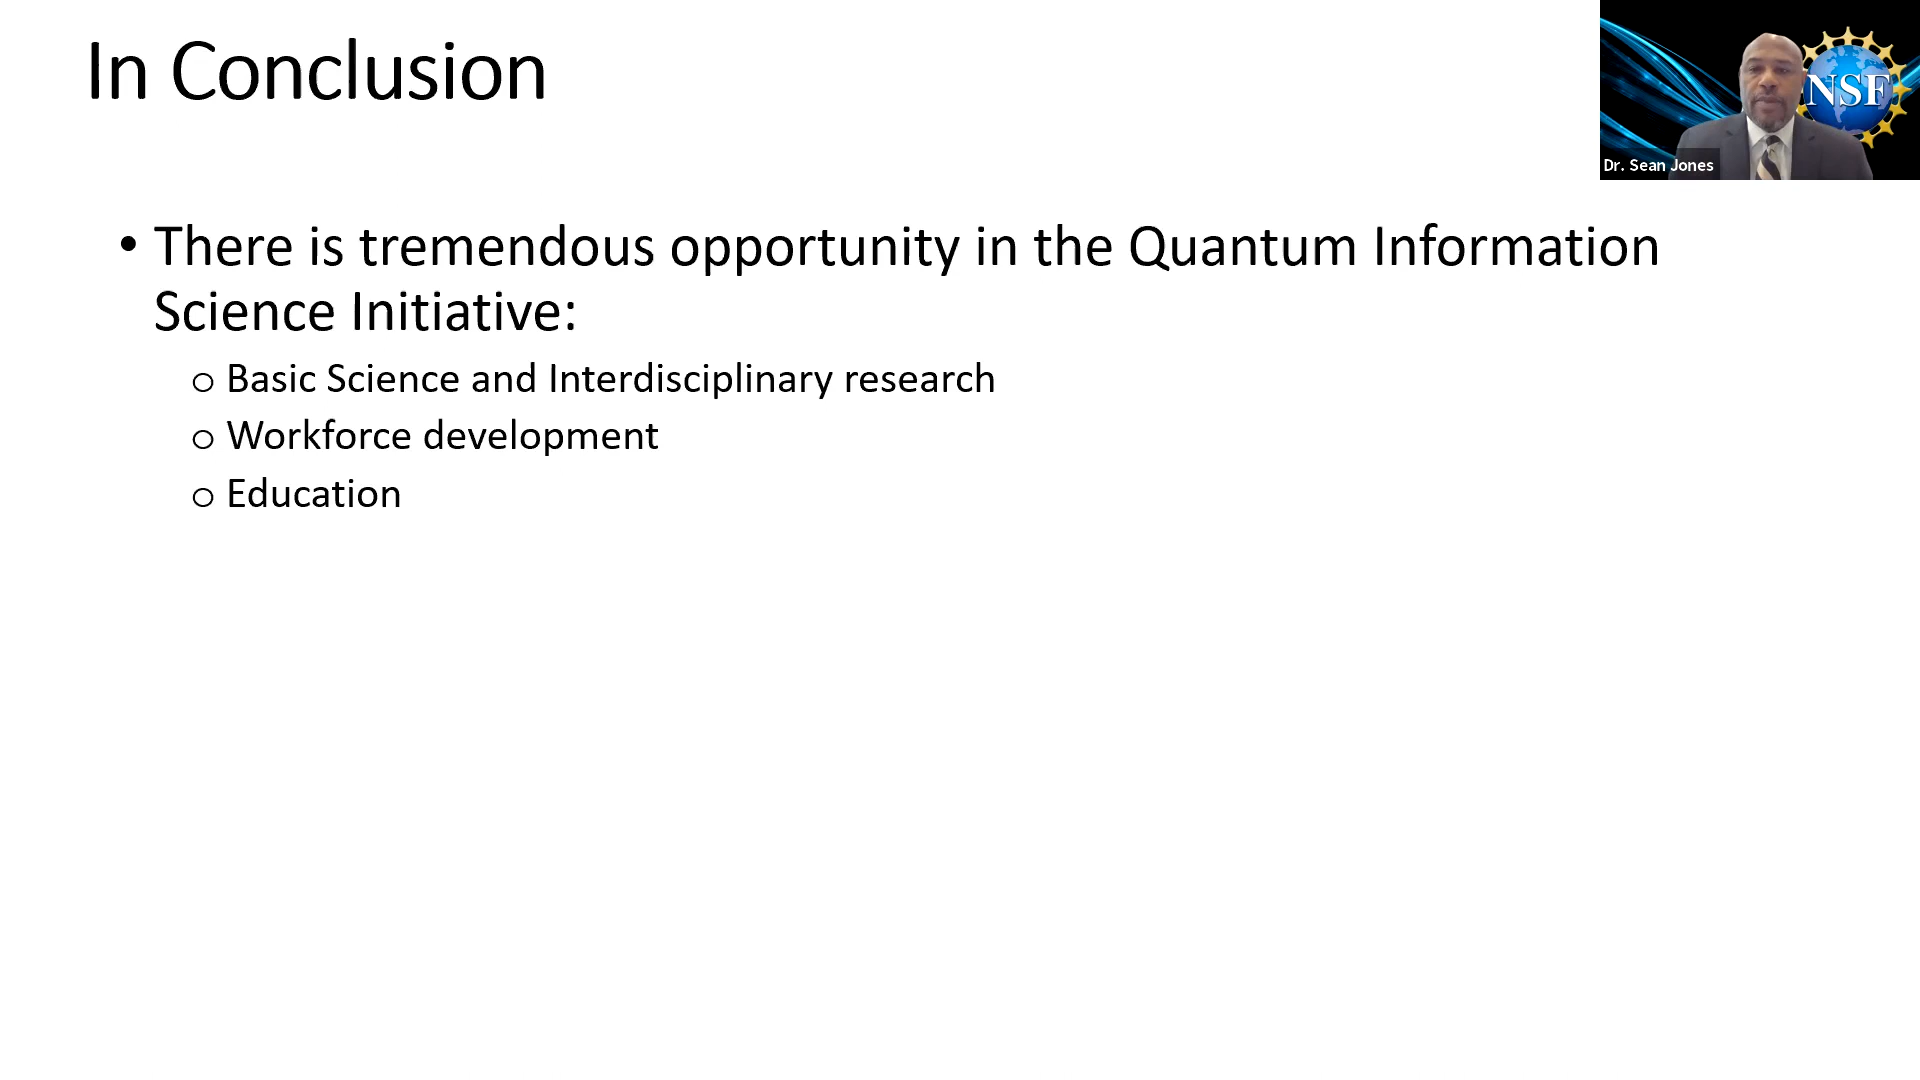 In Conclusion
NSF
Dr. Sean Jones
• There is tremendous opportunity in the Quantum Information
Science Initiative:
o Basic Science and Interdisciplinary research
o Workforce development
o Education